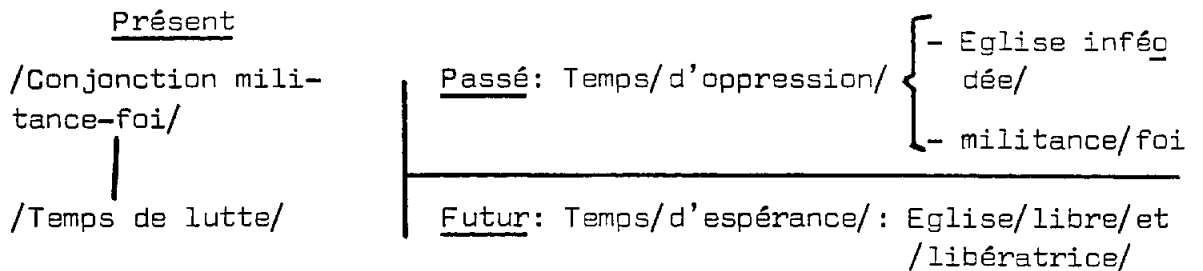 Présent
/Conjonction mili-
tance-foi/
/Temps de lutte/
Passé: Temps/d'oppression/
- Eglise inféo
dée/
- militance/foi
Futur: Temps/d'espérance/: Eglise/libre/et
/libératrice/